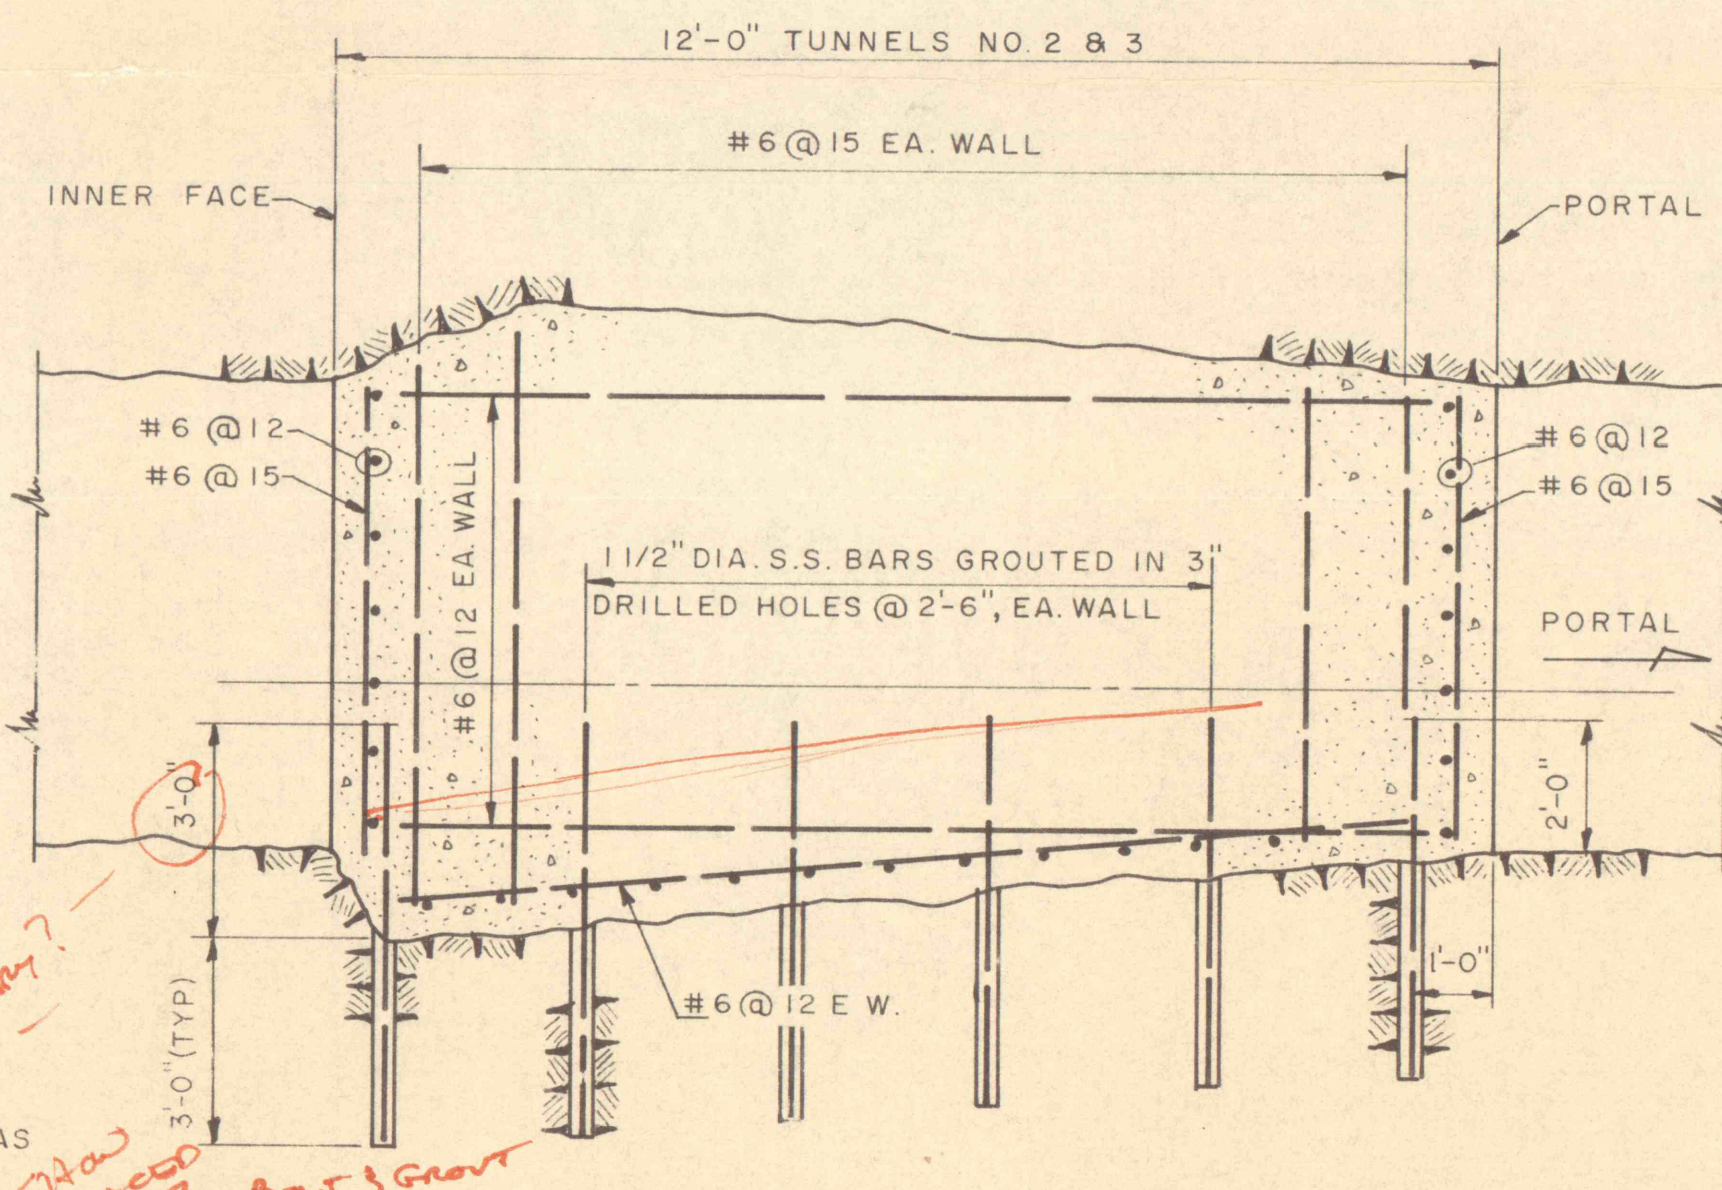 12'-0" TUNNELS NO. 2 & 3
#6@15 EA. WALL
INNER FACE
PORTAL
#6 @12
#6 @15
#6 @12
#6 @15
#6@12 EA. WALL
1 1/2" DIA. S.S. BARS GROUTED IN 3"
DRILLED HOLES @ 2'-6", EA. WALL
PORTAL
3'-0"
2'-0"
1'-0"
#6@12 E W.
3'-0" (TYP)
AS
BOLT & GROUT